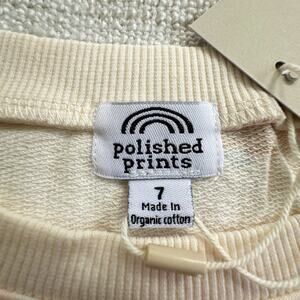 polished
prints
7
Made In
Organic cotton